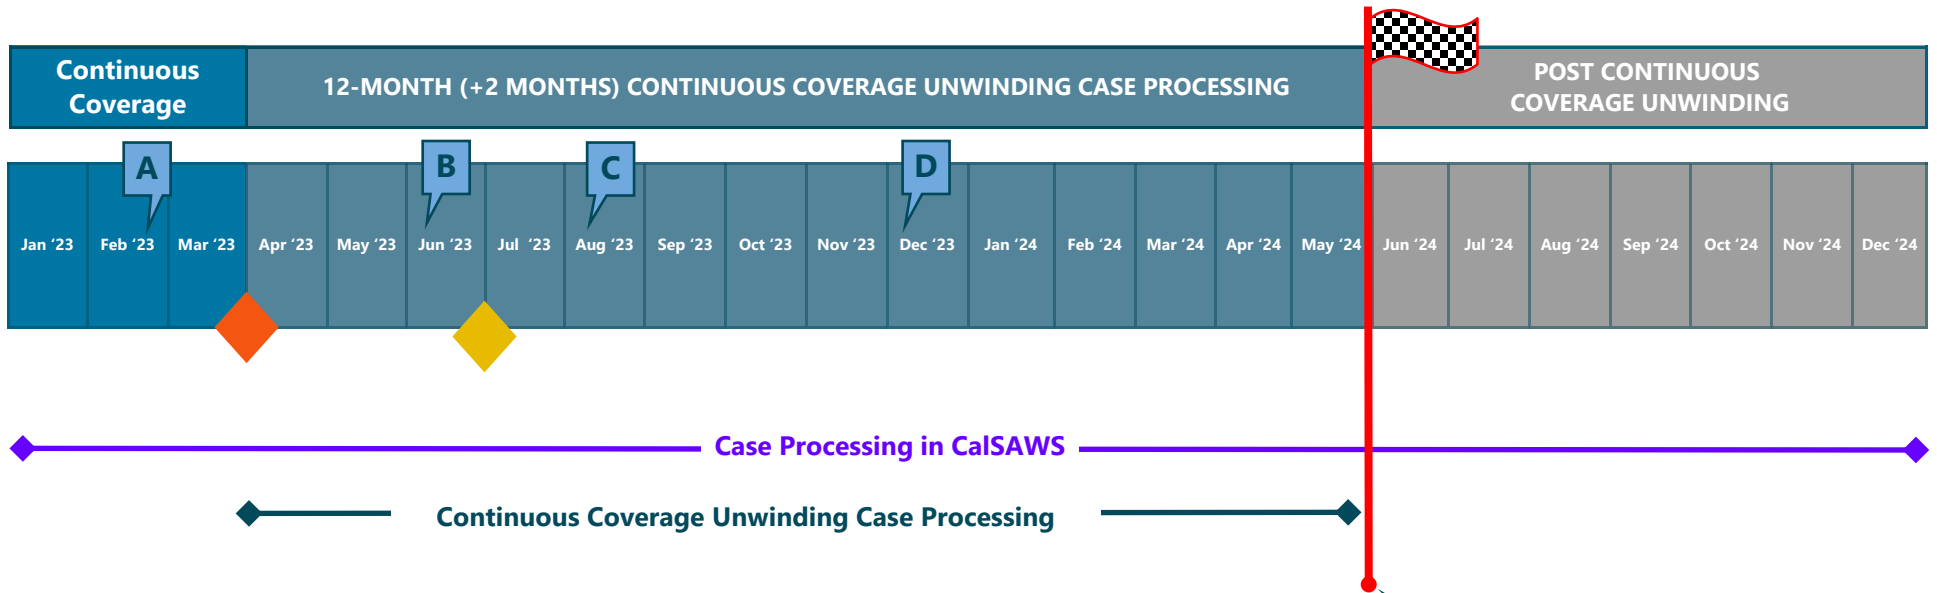 Continuous
Coverage
12-MONTH (+2 MONTHS) CONTINUOUS COVERAGE UNWINDING CASE PROCESSING
POST CONTINUOUS
COVERAGE UNWINDING
A
B
C
D
Jan ‘23
Feb ‘23
Mar ‘23
Apr ‘23
May ‘23
Jun ‘23
Jul ‘23
Aug ‘23
Sep ‘23
Oct ‘23
Nov ‘23
Dec ‘23
Jan ‘24
Feb ‘24
Mar ‘24
Apr ‘24
May ‘24
Jun ‘24
Jul ‘24
Aug ‘24
Sep ‘24
Oct ‘24
Nov ‘24
Dec ‘24
Case Processing in CalSAWS
Continuous Coverage Unwinding Case Processing